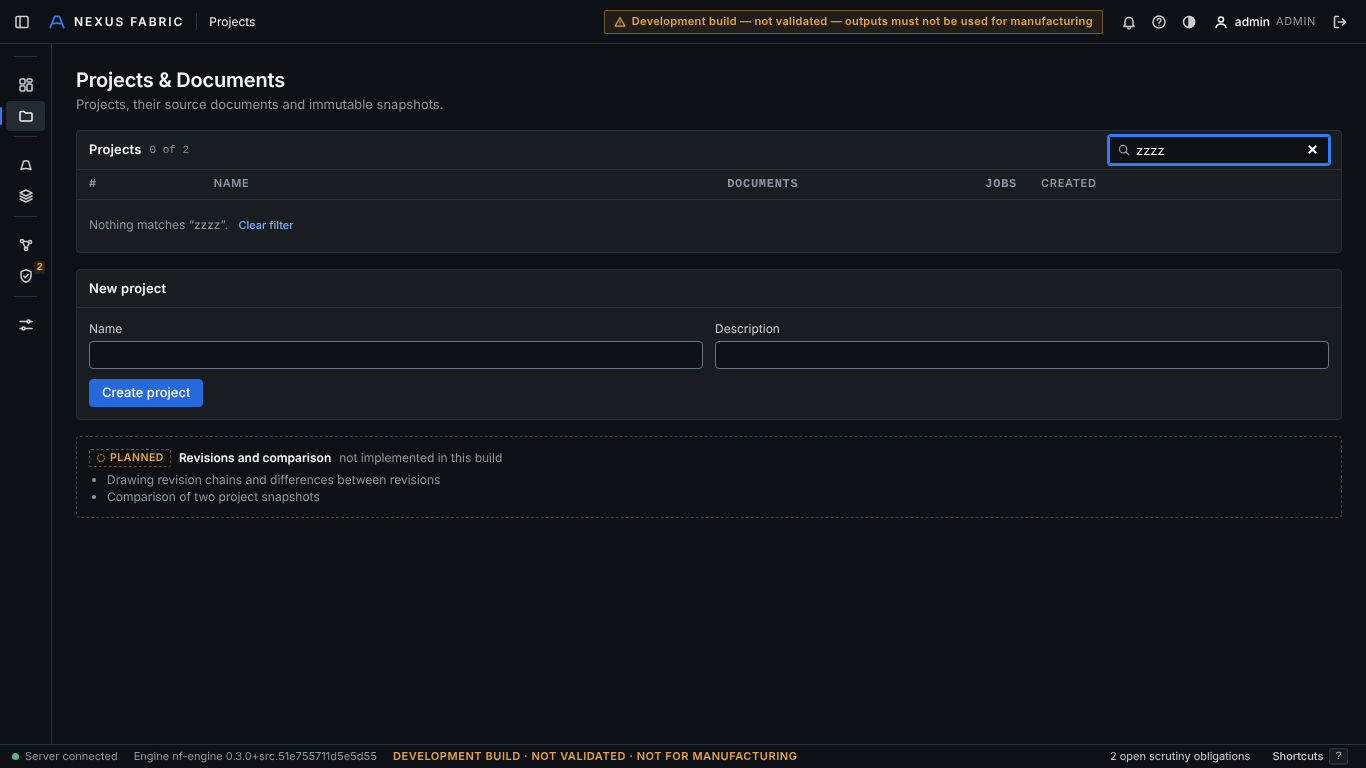 NEXUS FABRIC Projects Development build — not validated — outputs must not be used for manufacturing admin ADMIN
Projects & Documents
Projects, their source documents and immutable snapshots.
Projects 0 of 2 zzzz
# NAME DOCUMENTS JOBS CREATED
Nothing matches “zzzz”. Clear filter
2
New project
Name Description
Create project
PLANNED Revisions and comparison not implemented in this build
• Drawing revision chains and differences between revisions
• Comparison of two project snapshots
Server connected Engine nf-engine 0.3.0+src.51e755711d5e5d55 DEVELOPMENT BUILD · NOT VALIDATED · NOT FOR MANUFACTURING 2 open scrutiny obligations Shortcuts ?